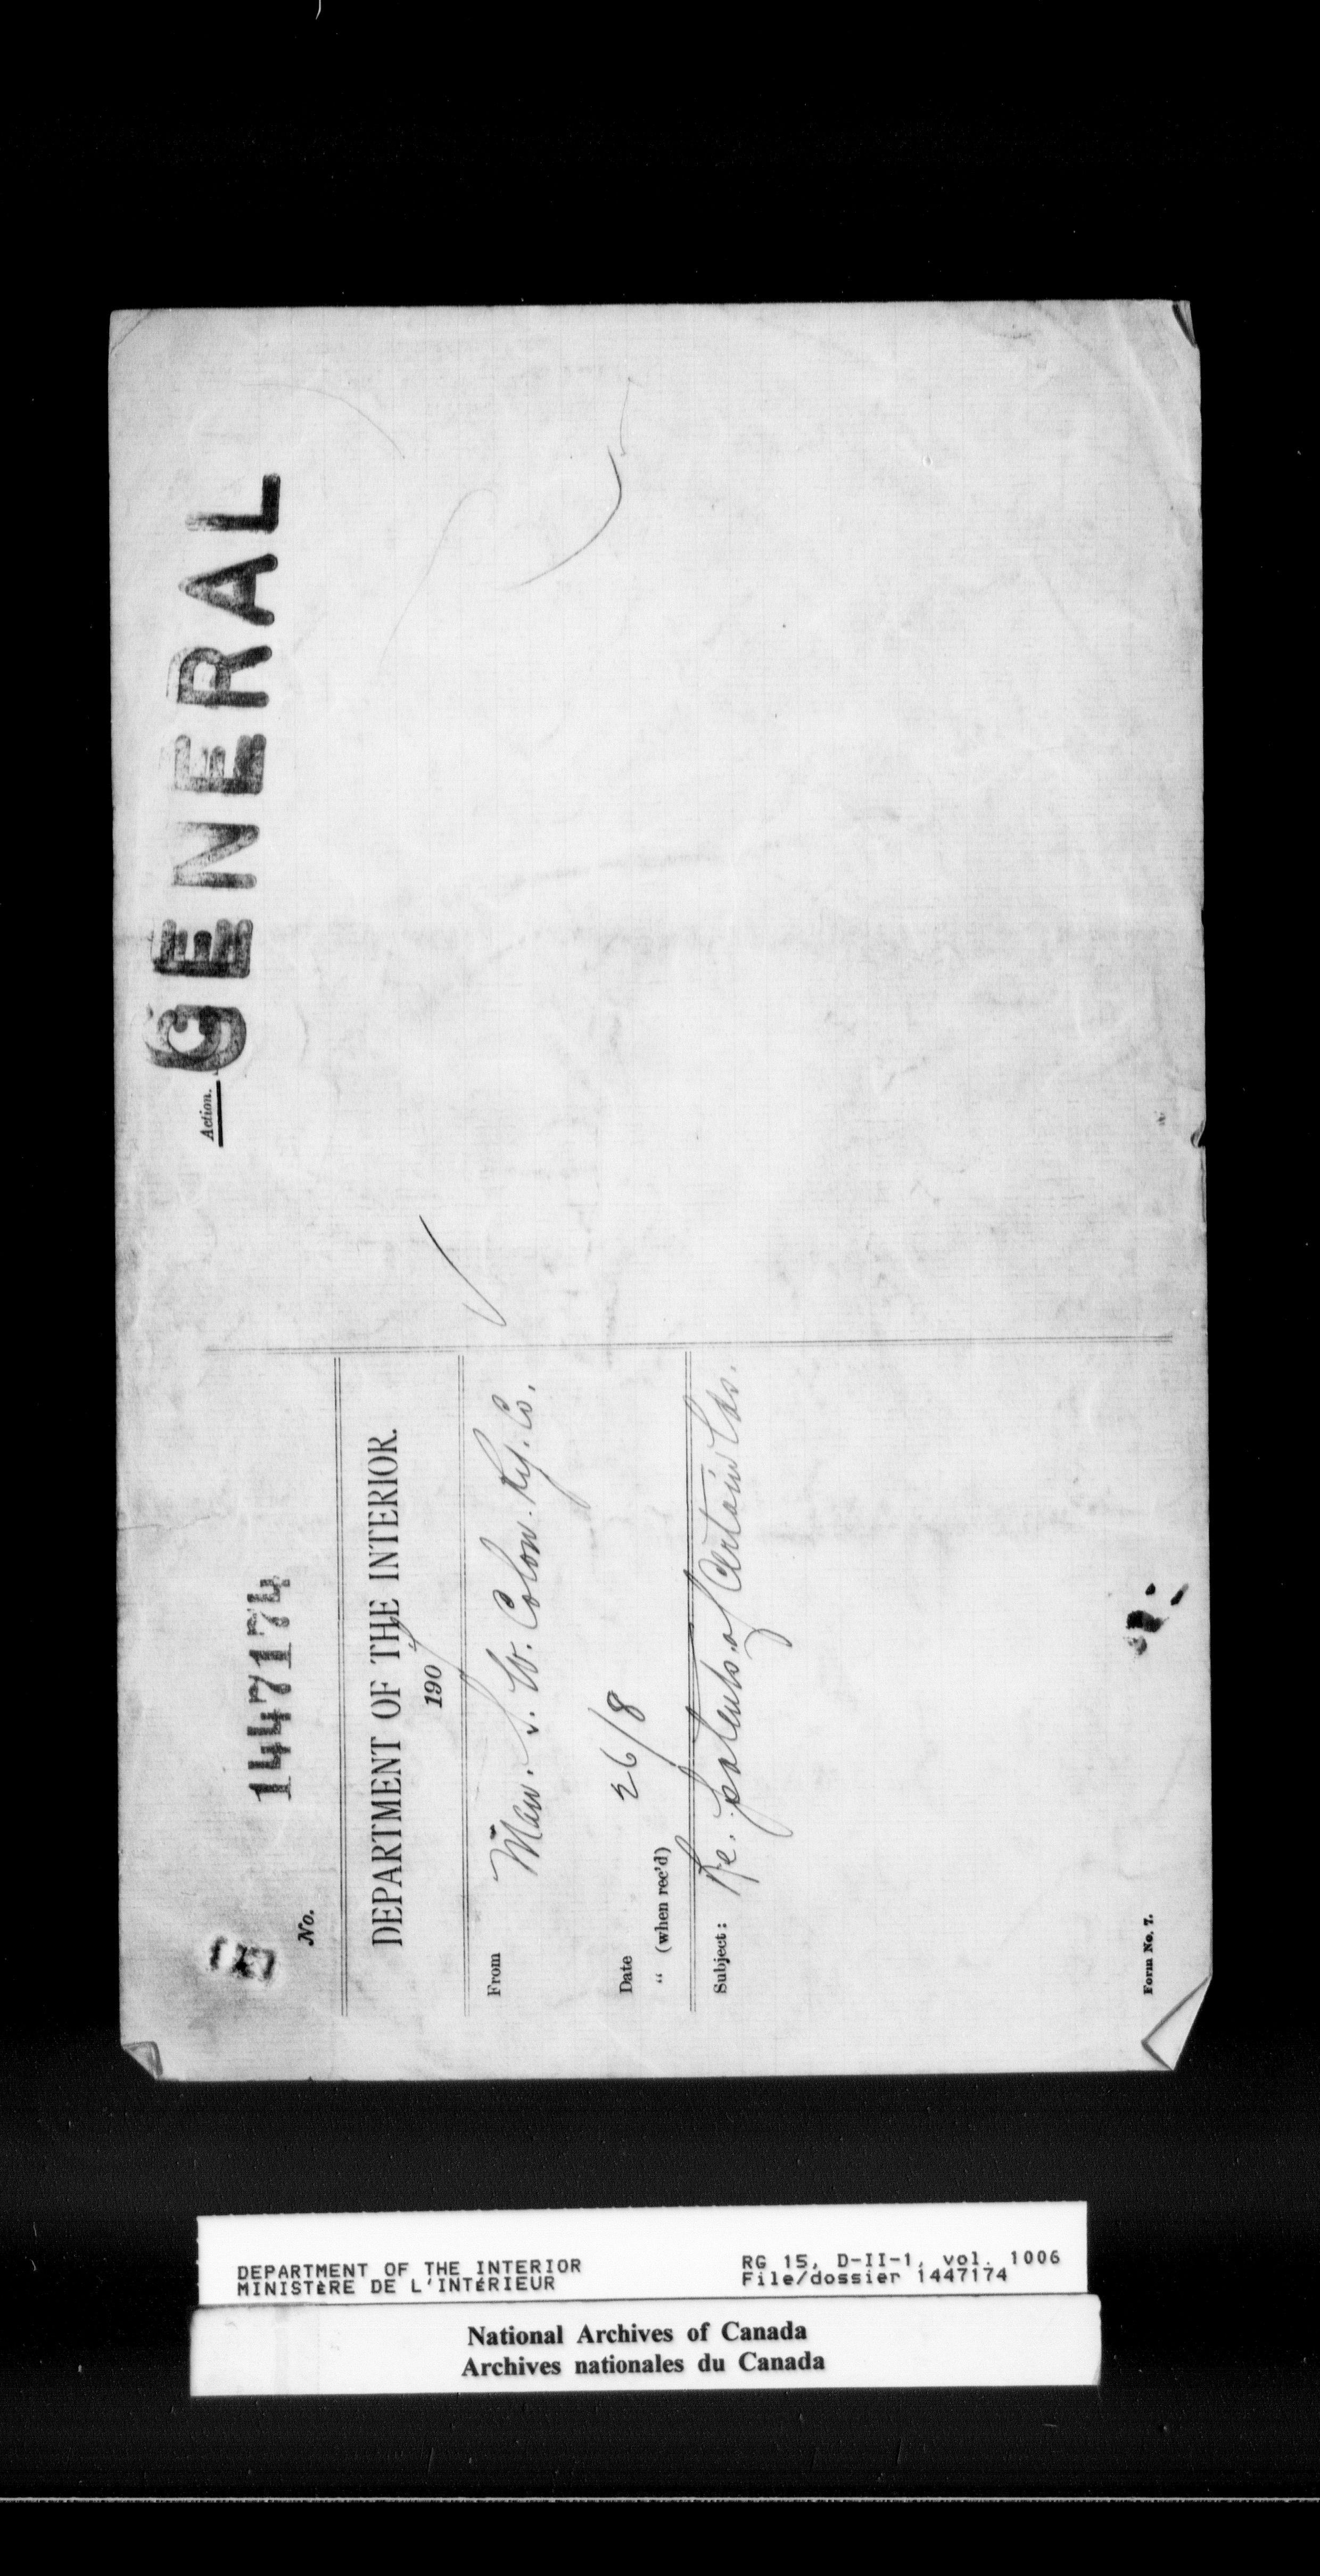 1447174
No.
DEPARTMENT OF THE INTERIOR.
1907
From Man. S. W. Colon. Ry. Co.
Date 26/8
" (when rec'd)
Subject: Re. patents of Certain Lds.
Form No. 7.
Action. GENERAL
DEPARTMENT OF THE INTERIOR
MINISTÈRE DE L'INTÉRIEUR
RG 15, D-II-1, vol. 1006
File/dossier 1447174
National Archives of Canada
Archives nationales du Canada